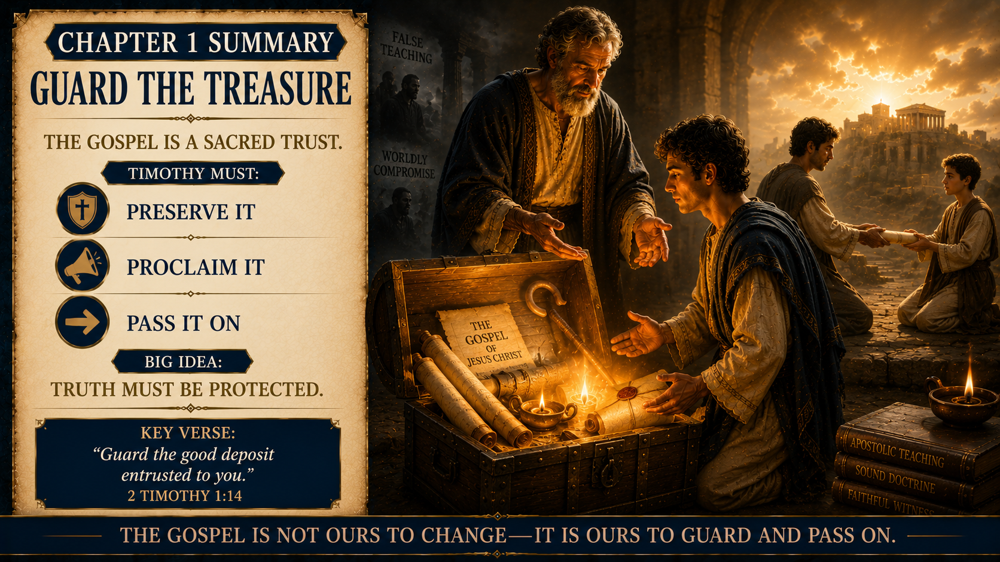 CHAPTER 1 SUMMARY
GUARD THE TREASURE
THE GOSPEL IS A SACRED TRUST.
TIMOTHY MUST:
PRESERVE IT
PROCLAIM IT
PASS IT ON
BIG IDEA:
TRUTH MUST BE PROTECTED.
KEY VERSE:
“Guard the good deposit
entrusted to you.”
2 TIMOTHY 1:14
FALSE
TEACHING
WORLDLY
COMPROMISE
THE
GOSPEL
OF
JESUS CHRIST
APOSTOLIC TEACHING
SOUND DOCTRINE
FAITHFUL WITNESS
THE GOSPEL IS NOT OURS TO CHANGE—IT IS OURS TO GUARD AND PASS ON.